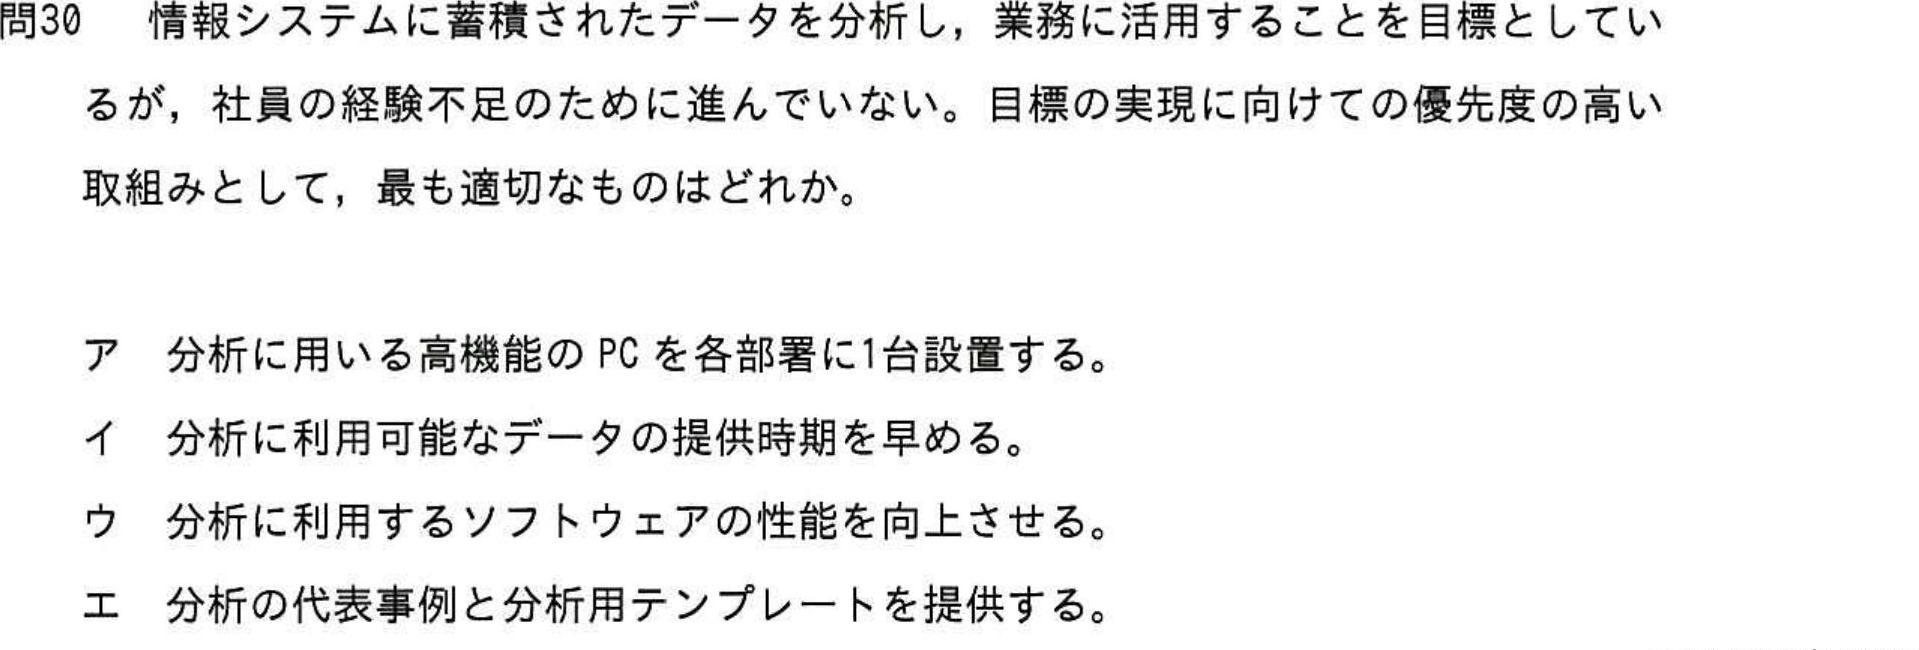 問30 情報システムに蓄積されたデータを分析し，業務に活用することを目標としてい
るが，社員の経験不足のために進んでいない。目標の実現に向けての優先度の高い
取組みとして，最も適切なものはどれか。
ア 分析に用いる高機能の PC を各部署に1台設置する。
イ 分析に利用可能なデータの提供時期を早める。
ウ 分析に利用するソフトウェアの性能を向上させる。
エ 分析の代表事例と分析用テンプレートを提供する。